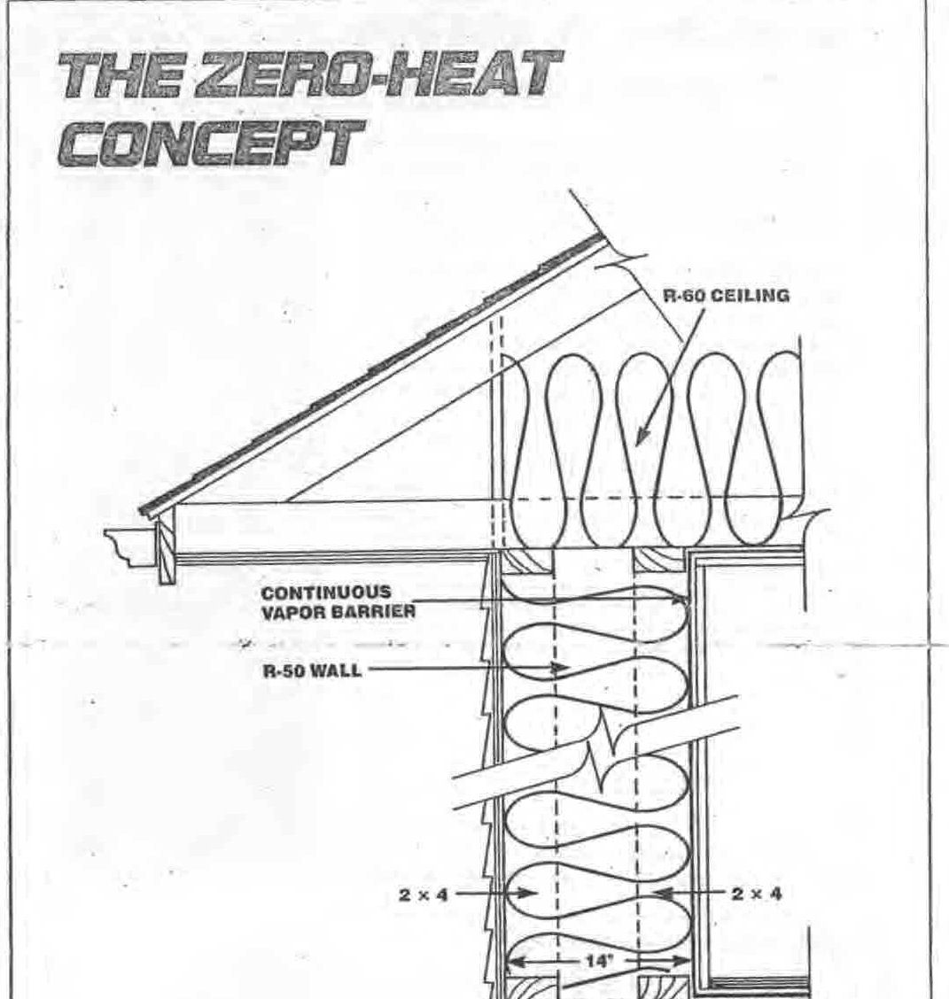 THE ZERO-HEAT
CONCEPT
R-60 CEILING
CONTINUOUS
VAPOR BARRIER
R-50 WALL
2 × 4
2 × 4
14"